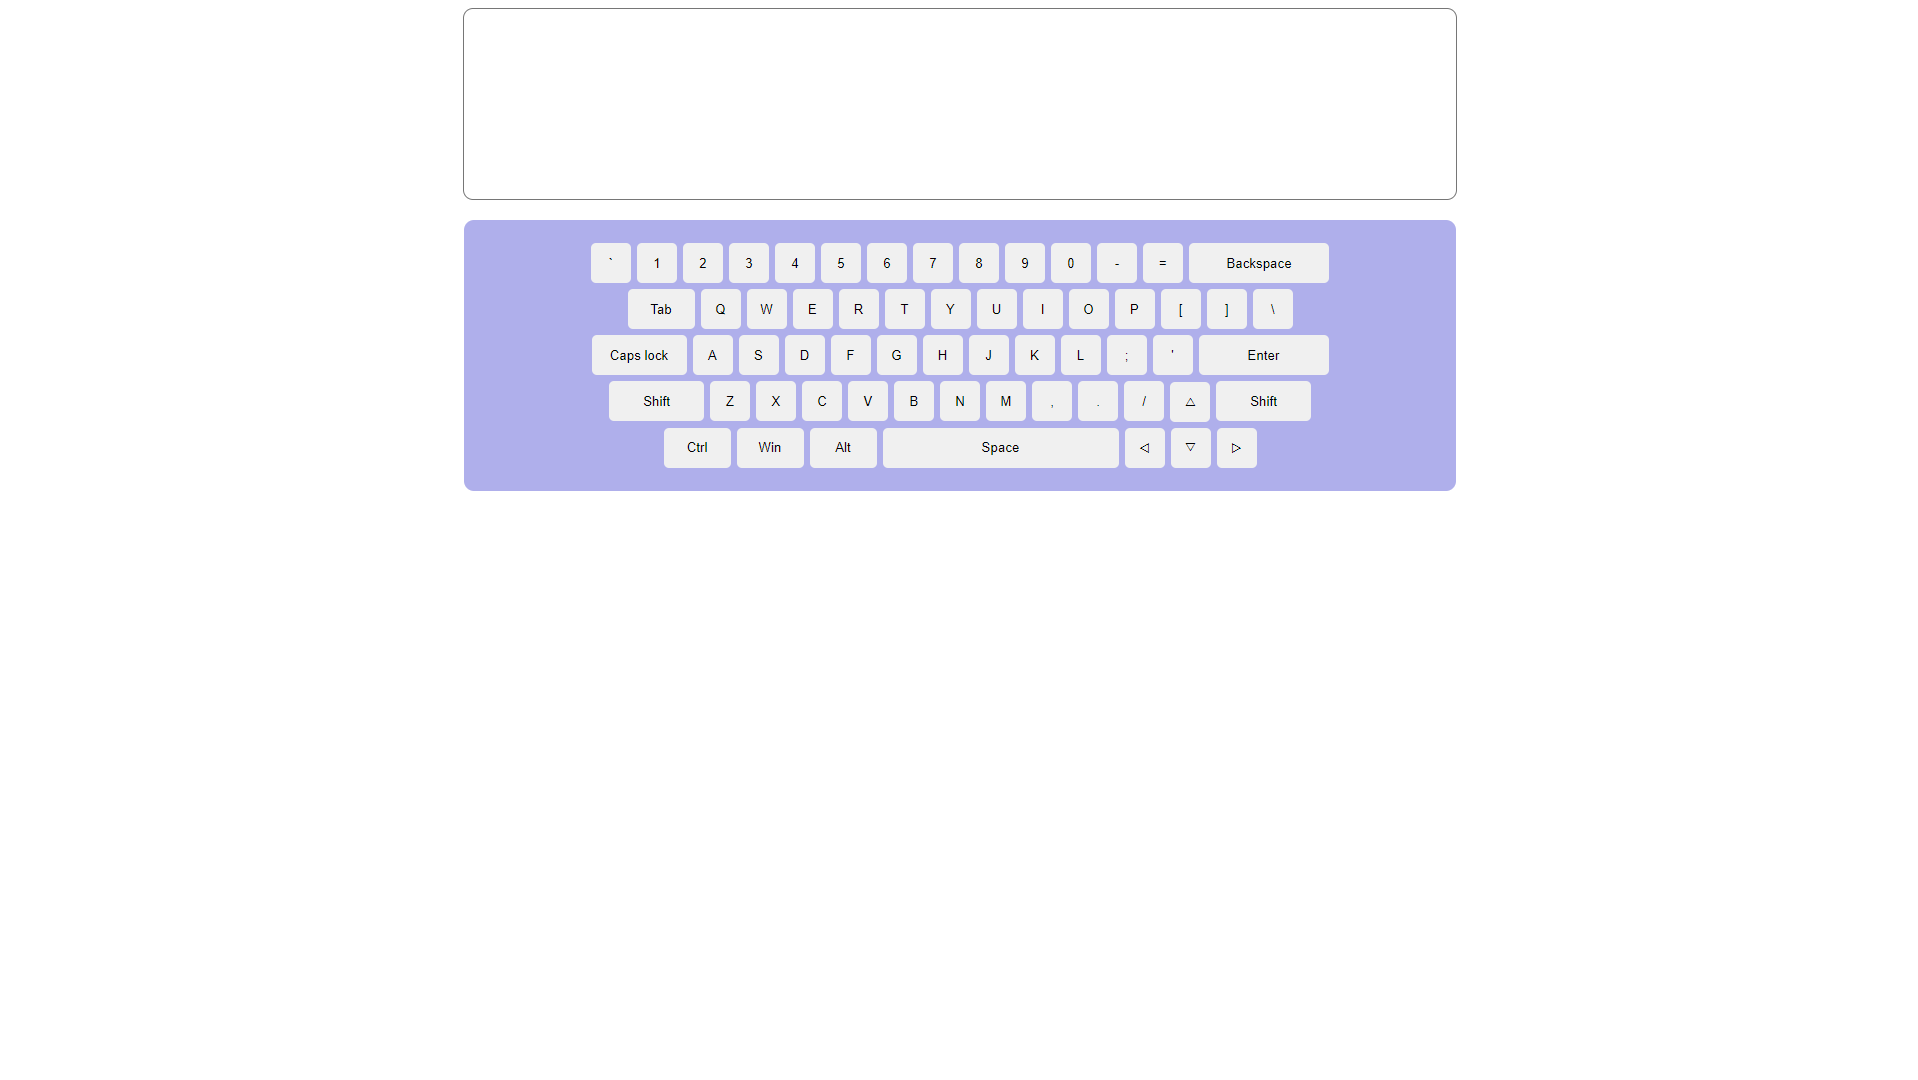 ` 1 2 3 4 5 6 7 8 9 0 - = Backspace
Tab Q W E R T Y U I O P [ ] \
Caps lock A S D F G H J K L ; ' Enter
Shift Z X C V B N M , . / △ Shift
Ctrl Win Alt Space ◁ ▽ ▷